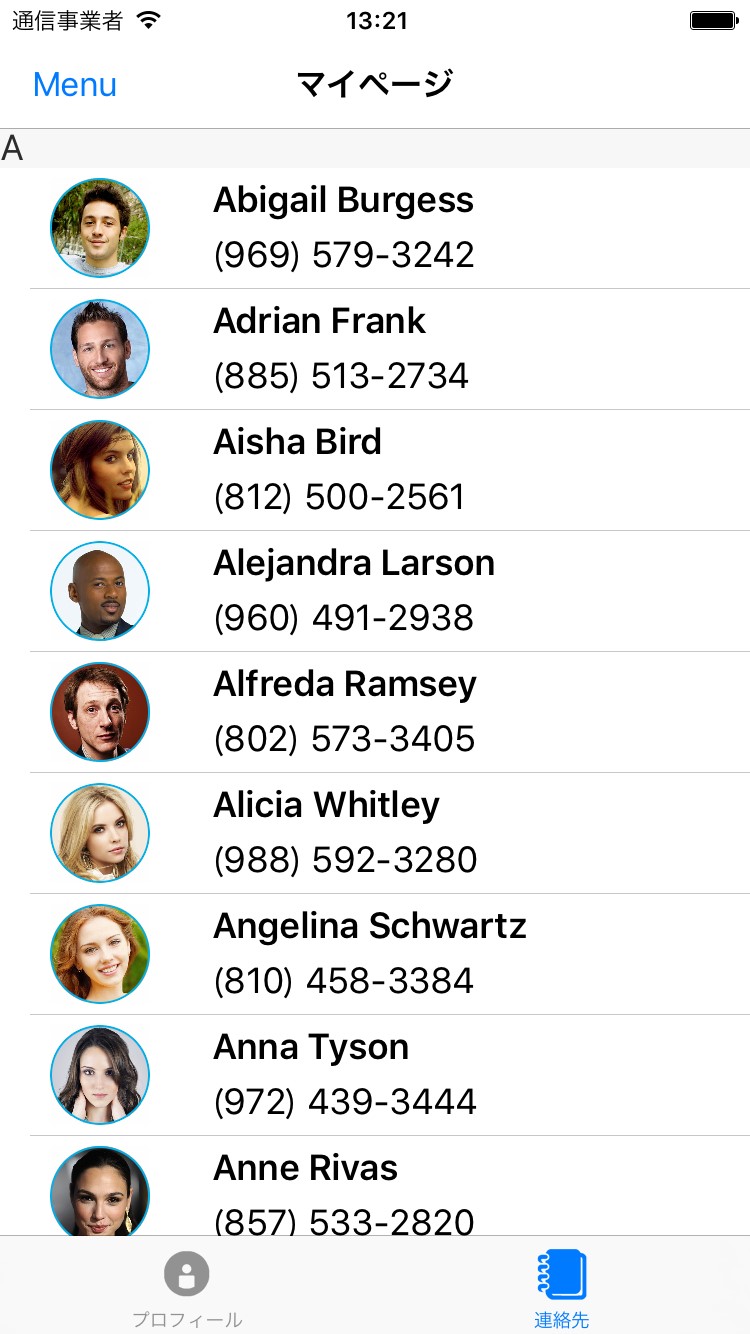 通信事業者 13:21
Menu マイページ
A
Abigail Burgess
(969) 579-3242
Adrian Frank
(885) 513-2734
Aisha Bird
(812) 500-2561
Alejandra Larson
(960) 491-2938
Alfreda Ramsey
(802) 573-3405
Alicia Whitley
(988) 592-3280
Angelina Schwartz
(810) 458-3384
Anna Tyson
(972) 439-3444
Anne Rivas
(857) 533-2820
プロフィール 連絡先